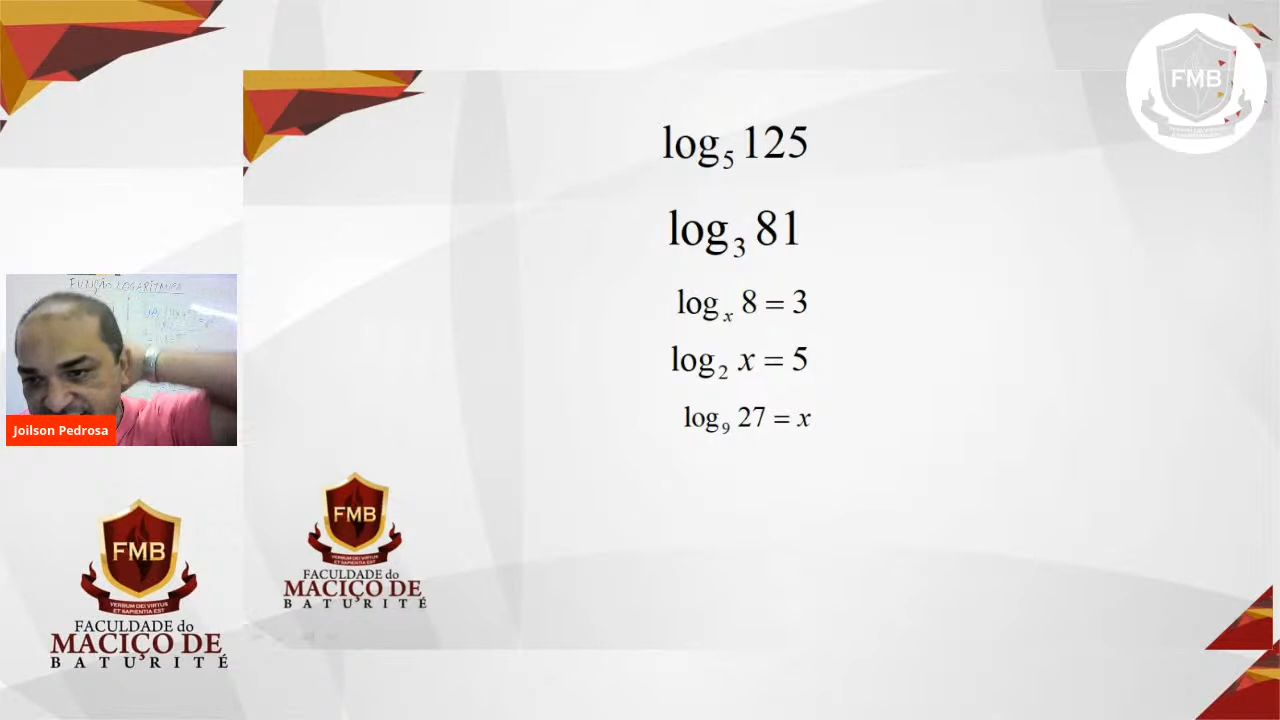 log₅ 125
log₃ 81
logₓ 8 = 3
log₂ x = 5
log₉ 27 = x
FMB
FUNÇÃO LOGARÍTMICA
Joilson Pedrosa
FMB
VERBUM DEI VIRTUS
ET SAPIENTIA EST
FACULDADE do
MACIÇO DE
BATURITÉ
FMB
VERBUM DEI VIRTUS
ET SAPIENTIA EST
FACULDADE do
MACIÇO DE
BATURITÉ